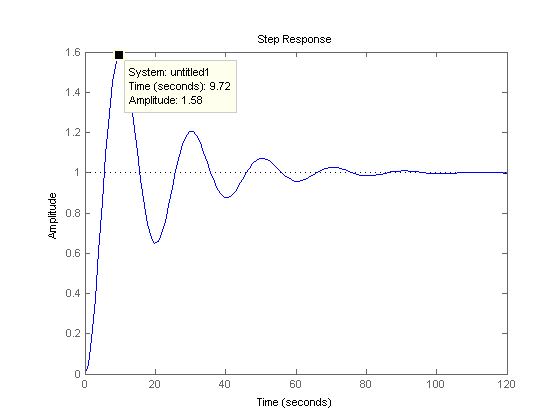 Step Response
System: untitled1
Time (seconds): 9.72
Amplitude: 1.58
1.6
1.4
1.2
1
0.8
0.6
0.4
0.2
0
Amplitude
0 20 40 60 80 100 120
Time (seconds)